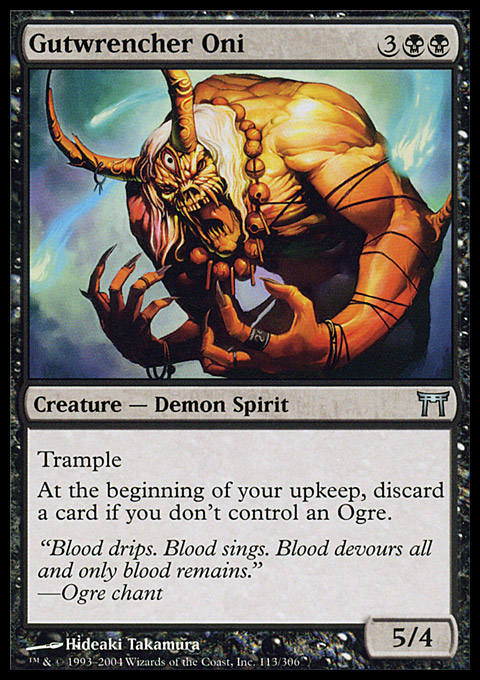 Gutwrencher Oni 3
Creature — Demon Spirit
Trample
At the beginning of your upkeep, discard
a card if you don't control an Ogre.
"Blood drips. Blood sings. Blood devours all
and only blood remains."
—Ogre chant
Hideaki Takamura
5/4
™ & © 1993–2004 Wizards of the Coast, Inc. 113/306